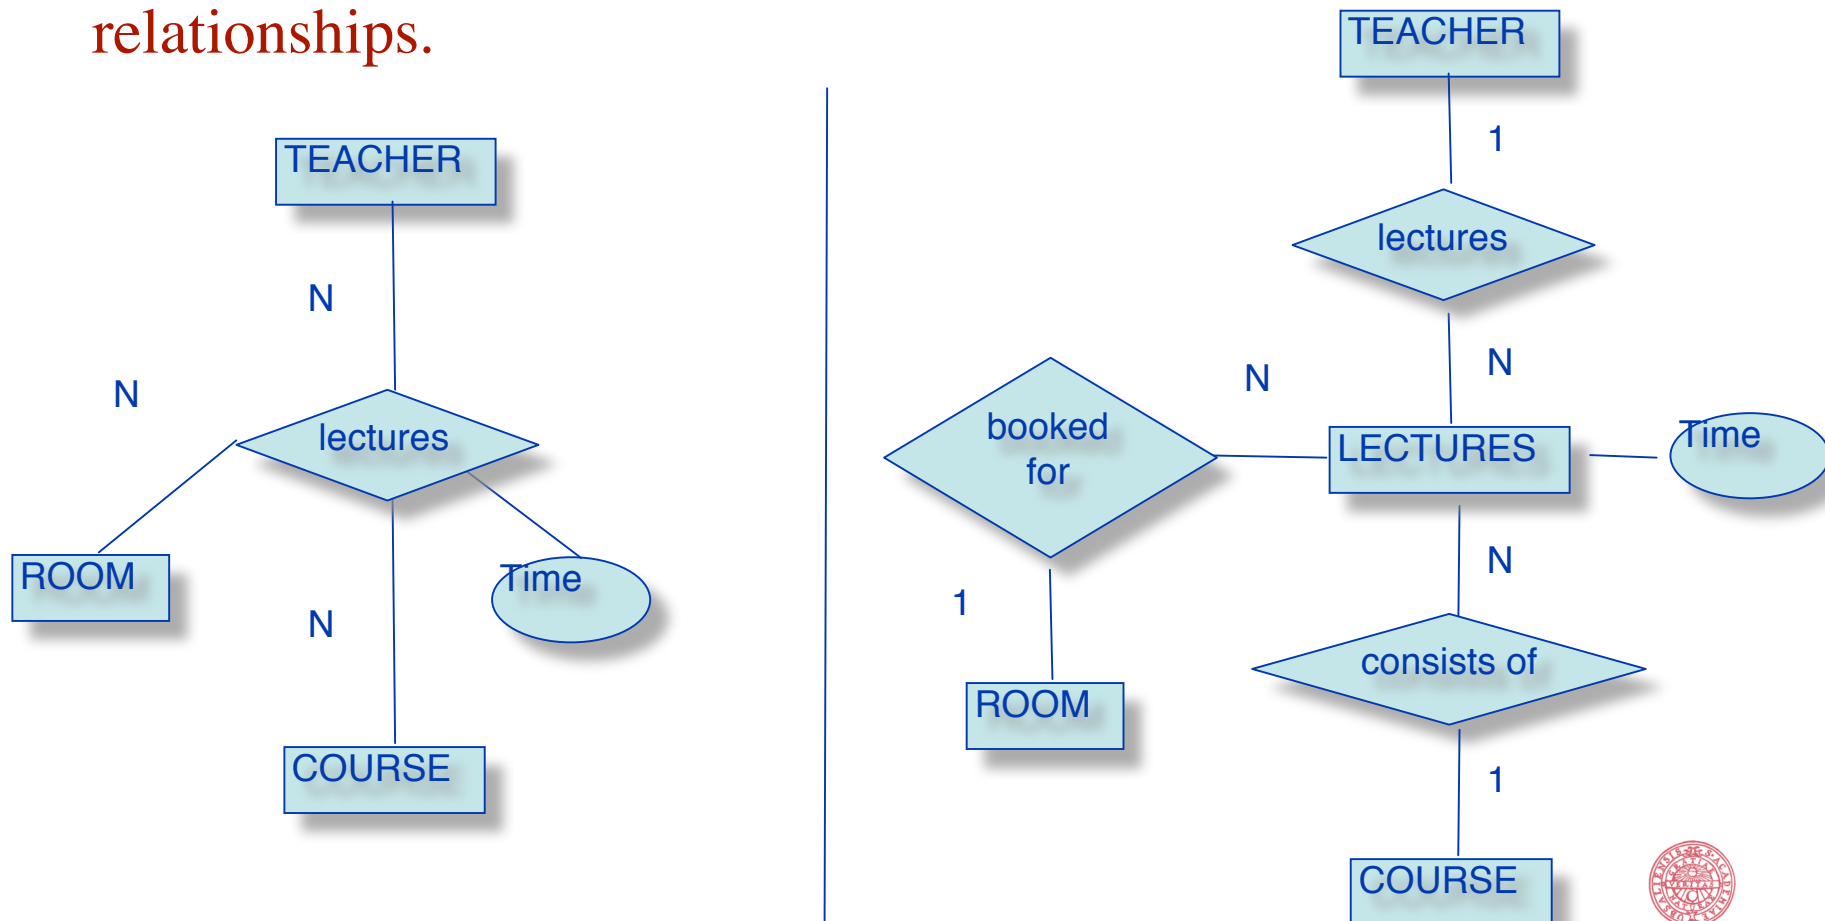 relationships.
TEACHER
N
N
lectures
ROOM
Time
N
COURSE
TEACHER
1
lectures
N
N
booked
for
LECTURES
Time
N
1
consists of
ROOM
1
COURSE